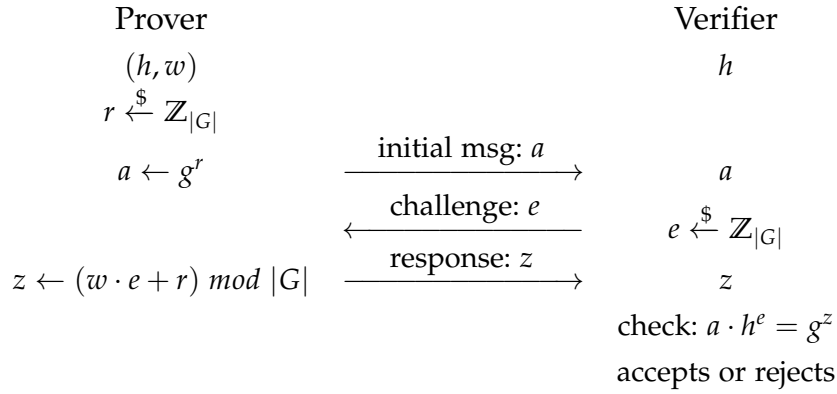 Prover Verifier
(h, w) h
r ←$ ℤ|G|
a ← g^r initial msg: a a
challenge: e e ←$ ℤ|G|
z ← (w · e + r) mod |G| response: z z
check: a · h^e = g^z
accepts or rejects